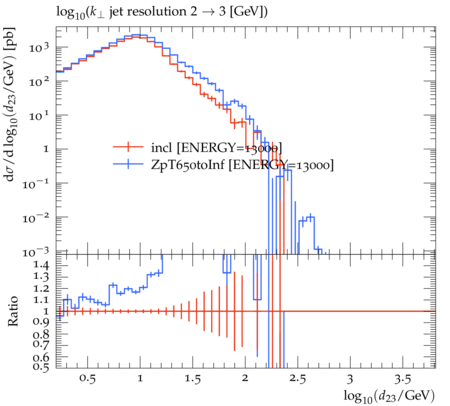 log₁₀(k⊥ jet resolution 2 → 3 [GeV])
dσ/d log₁₀(d₂₃/GeV) [pb]
10³
10²
10¹
1
10⁻¹
10⁻²
10⁻³
incl [ENERGY=13000]
ZpT650toInf [ENERGY=13000]
Ratio
1.4
1.3
1.2
1.1
1
0.9
0.8
0.7
0.6
0.5
0.5 1 1.5 2 2.5 3 3.5
log₁₀(d₂₃/GeV)